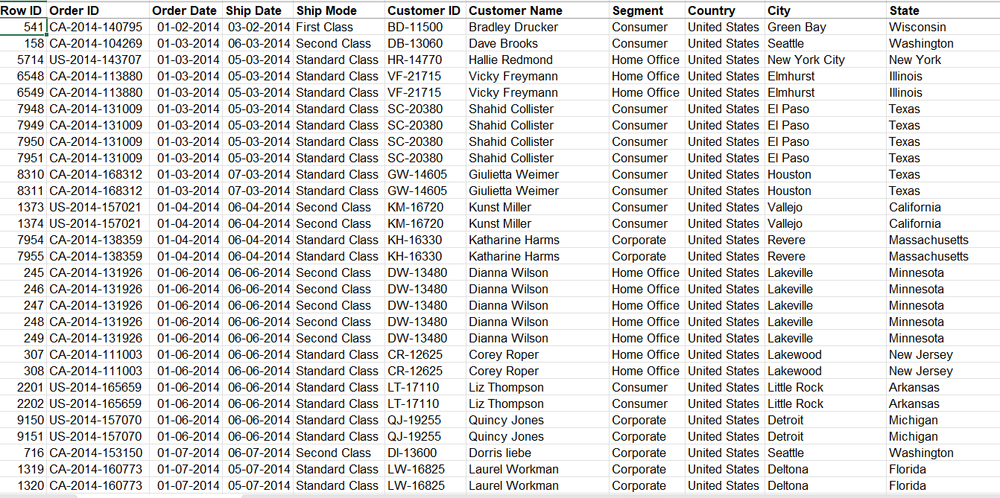 Row ID Order ID Order Date Ship Date Ship Mode Customer ID Customer Name Segment Country City State
541 CA-2014-140795 01-02-2014 03-02-2014 First Class BD-11500 Bradley Drucker Consumer United States Green Bay Wisconsin
158 CA-2014-104269 01-03-2014 06-03-2014 Second Class DB-13060 Dave Brooks Consumer United States Seattle Washington
5714 US-2014-143707 01-03-2014 05-03-2014 Standard Class HR-14770 Hallie Redmond Home Office United States New York City New York
6548 CA-2014-113880 01-03-2014 05-03-2014 Standard Class VF-21715 Vicky Freymann Home Office United States Elmhurst Illinois
6549 CA-2014-113880 01-03-2014 05-03-2014 Standard Class VF-21715 Vicky Freymann Home Office United States Elmhurst Illinois
7948 CA-2014-131009 01-03-2014 05-03-2014 Standard Class SC-20380 Shahid Collister Consumer United States El Paso Texas
7949 CA-2014-131009 01-03-2014 05-03-2014 Standard Class SC-20380 Shahid Collister Consumer United States El Paso Texas
7950 CA-2014-131009 01-03-2014 05-03-2014 Standard Class SC-20380 Shahid Collister Consumer United States El Paso Texas
7951 CA-2014-131009 01-03-2014 05-03-2014 Standard Class SC-20380 Shahid Collister Consumer United States El Paso Texas
8310 CA-2014-168312 01-03-2014 07-03-2014 Standard Class GW-14605 Giulietta Weimer Consumer United States Houston Texas
8311 CA-2014-168312 01-03-2014 07-03-2014 Standard Class GW-14605 Giulietta Weimer Consumer United States Houston Texas
1373 US-2014-157021 01-04-2014 06-04-2014 Second Class KM-16720 Kunst Miller Consumer United States Vallejo California
1374 US-2014-157021 01-04-2014 06-04-2014 Second Class KM-16720 Kunst Miller Consumer United States Vallejo California
7954 CA-2014-138359 01-04-2014 06-04-2014 Standard Class KH-16330 Katharine Harms Corporate United States Revere Massachusetts
7955 CA-2014-138359 01-04-2014 06-04-2014 Standard Class KH-16330 Katharine Harms Corporate United States Revere Massachusetts
245 CA-2014-131926 01-06-2014 06-06-2014 Second Class DW-13480 Dianna Wilson Home Office United States Lakeville Minnesota
246 CA-2014-131926 01-06-2014 06-06-2014 Second Class DW-13480 Dianna Wilson Home Office United States Lakeville Minnesota
247 CA-2014-131926 01-06-2014 06-06-2014 Second Class DW-13480 Dianna Wilson Home Office United States Lakeville Minnesota
248 CA-2014-131926 01-06-2014 06-06-2014 Second Class DW-13480 Dianna Wilson Home Office United States Lakeville Minnesota
249 CA-2014-131926 01-06-2014 06-06-2014 Second Class DW-13480 Dianna Wilson Home Office United States Lakeville Minnesota
307 CA-2014-111003 01-06-2014 06-06-2014 Standard Class CR-12625 Corey Roper Home Office United States Lakewood New Jersey
308 CA-2014-111003 01-06-2014 06-06-2014 Standard Class CR-12625 Corey Roper Home Office United States Lakewood New Jersey
2201 US-2014-165659 01-06-2014 06-06-2014 Standard Class LT-17110 Liz Thompson Consumer United States Little Rock Arkansas
2202 US-2014-165659 01-06-2014 06-06-2014 Standard Class LT-17110 Liz Thompson Consumer United States Little Rock Arkansas
9150 US-2014-157070 01-06-2014 06-06-2014 Standard Class QJ-19255 Quincy Jones Corporate United States Detroit Michigan
9151 US-2014-157070 01-06-2014 06-06-2014 Standard Class QJ-19255 Quincy Jones Corporate United States Detroit Michigan
716 CA-2014-153150 01-07-2014 06-07-2014 Second Class DI-13600 Dorris liebe Corporate United States Seattle Washington
1319 CA-2014-160773 01-07-2014 05-07-2014 Standard Class LW-16825 Laurel Workman Corporate United States Deltona Florida
1320 CA-2014-160773 01-07-2014 05-07-2014 Standard Class LW-16825 Laurel Workman Corporate United States Deltona Florida